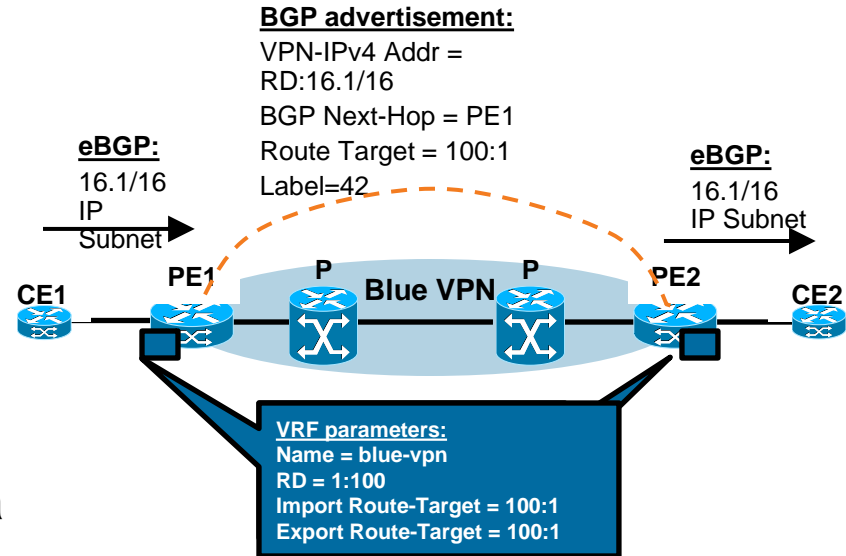 BGP advertisement:
VPN-IPv4 Addr =
RD:16.1/16
BGP Next-Hop = PE1
Route Target = 100:1
Label=42
eBGP:
16.1/16
IP
Subnet
eBGP:
16.1/16
IP Subnet
CE1
PE1
P
Blue VPN
P
PE2
CE2
VRF parameters:
Name = blue-vpn
RD = 1:100
Import Route-Target = 100:1
Export Route-Target = 100:1